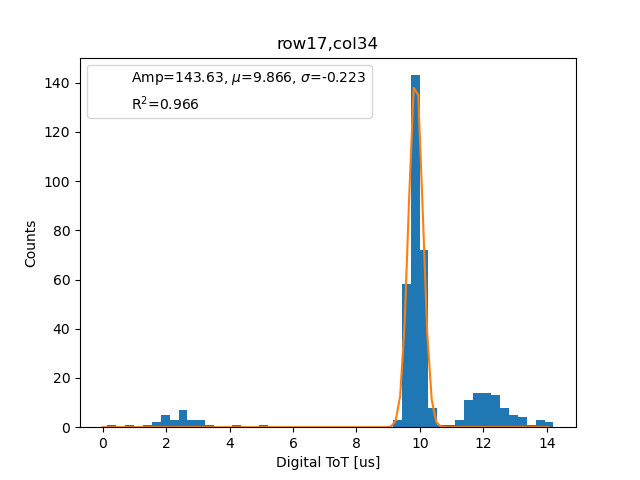 row17,col34
Amp=143.63, μ=9.866, σ=-0.223
R²=0.966
Counts
140
120
100
80
60
40
20
0
0 2 4 6 8 10 12 14
Digital ToT [us]